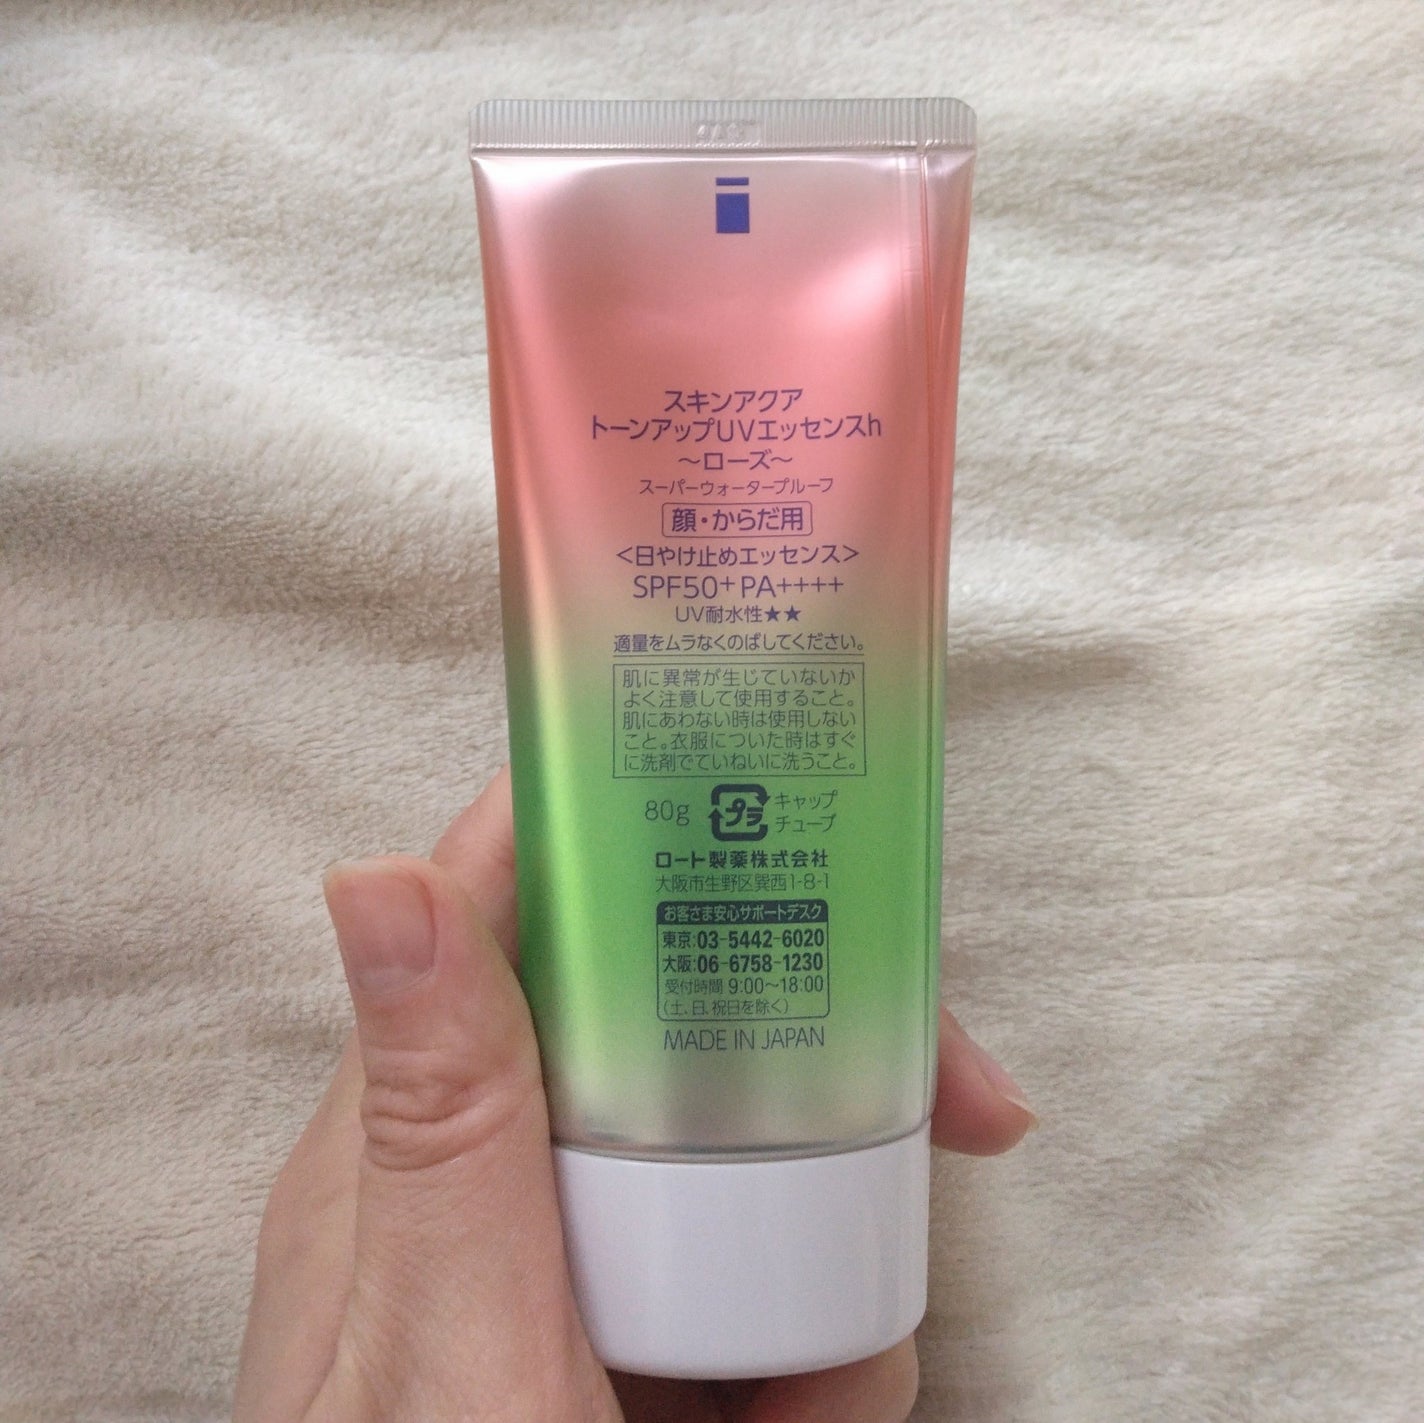 スキンアクア
トーンアップUVエッセンスh
～ローズ～
スーパーウォータープルーフ
顔・からだ用
<日やけ止めエッセンス>
SPF50+ PA++++
UV耐水性★★
適量をムラなくのばしてください。
肌に異常が生じていないか
よく注意して使用すること。
肌にあわない時は使用しない
こと。衣服についた時はすぐ
に洗剤でていねいに洗うこと。
80g プラ キャップ
チューブ
ロート製薬株式会社
大阪市生野区巽西1-8-1
お客さま安心サポートデスク
東京:03-5442-6020
大阪:06-6758-1230
受付時間 9:00～18:00
(土、日、祝日を除く)
MADE IN JAPAN